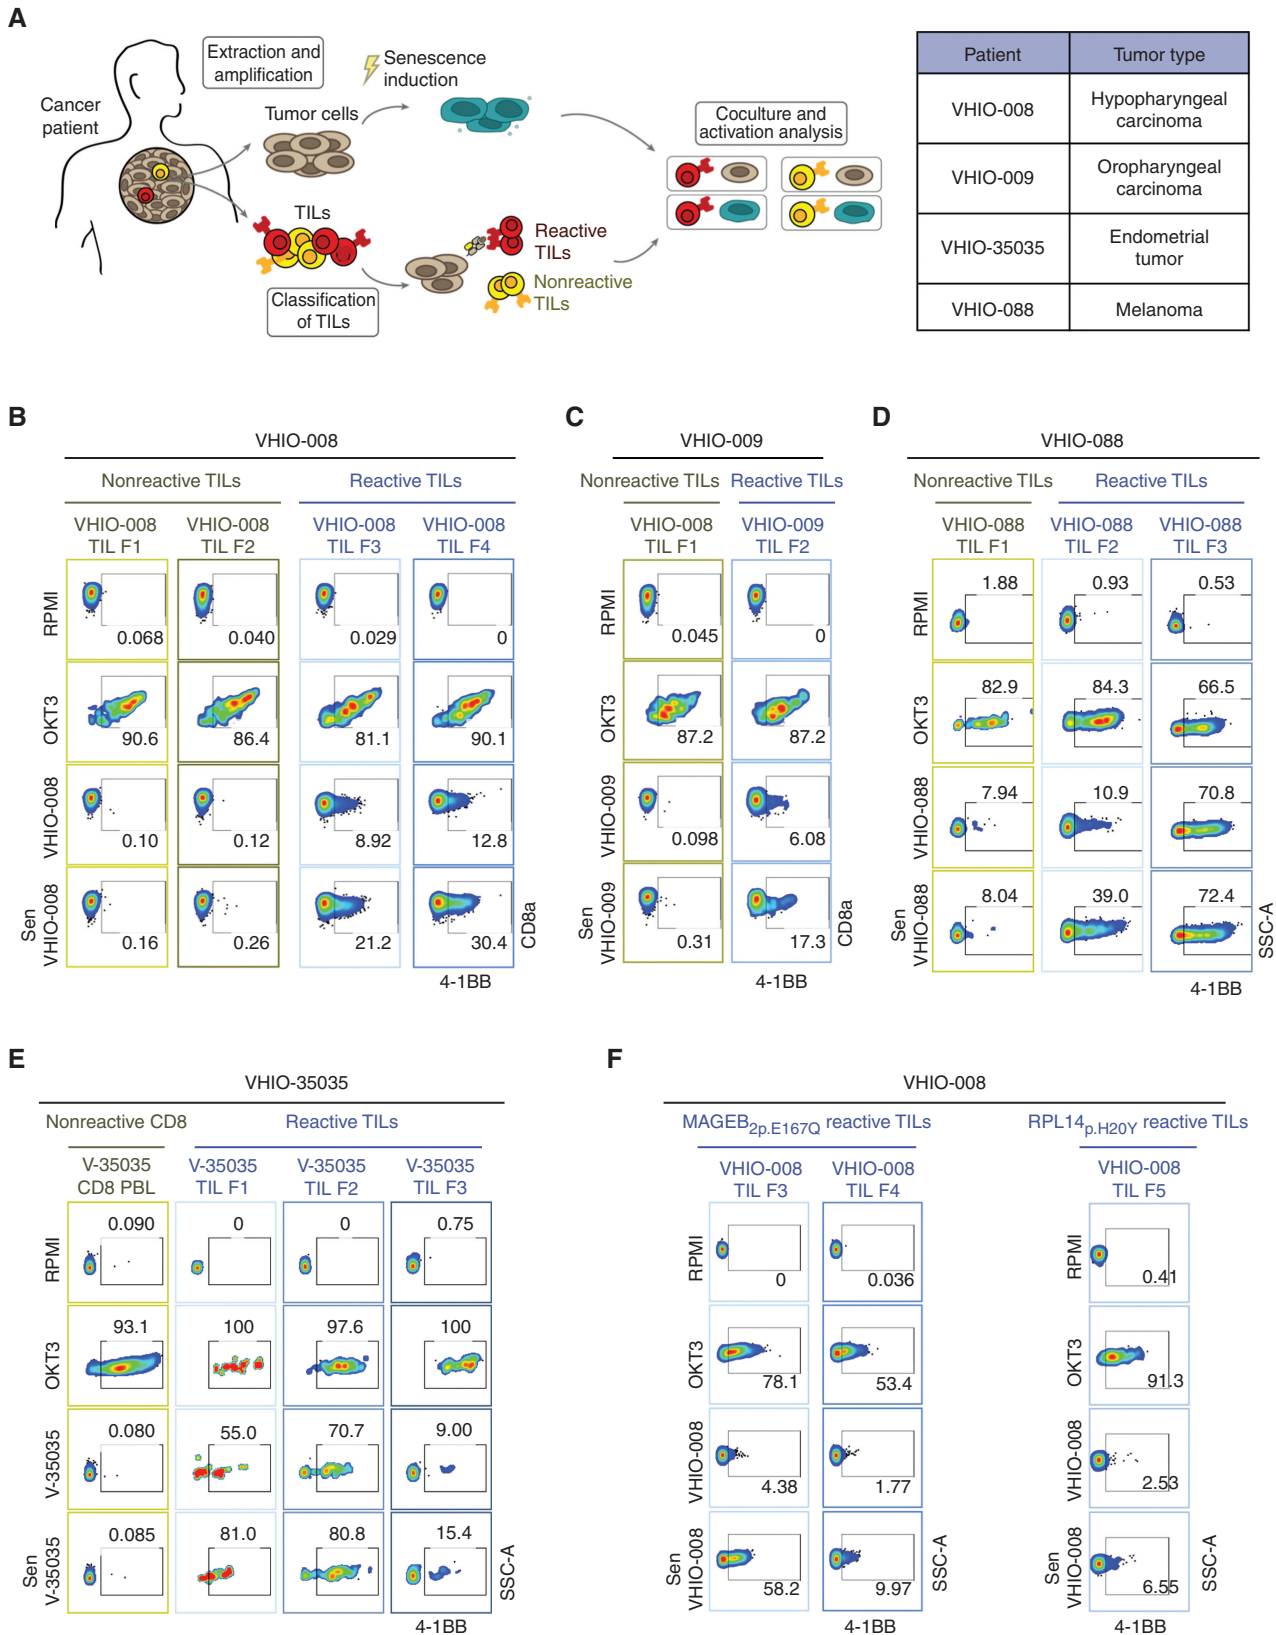 A
Extraction and
amplification
Senescence
induction
Cancer
patient
Tumor cells
TILs
Classification
of TILs
Reactive
TILs
Nonreactive
TILs
Coculture and
activation analysis
Patient Tumor type
VHIO-008 Hypopharyngeal
carcinoma
VHIO-009 Oropharyngeal
carcinoma
VHIO-35035 Endometrial
tumor
VHIO-088 Melanoma
B
VHIO-008
Nonreactive TILs Reactive TILs
VHIO-008 VHIO-008 VHIO-008 VHIO-008
TIL F1 TIL F2 TIL F3 TIL F4
RPMI 0.068 0.040 0.029 0
OKT3 90.6 86.4 81.1 90.1
VHIO-008 0.10 0.12 8.92 12.8
Sen
VHIO-008 0.16 0.26 21.2 30.4
CD8a
4-1BB
C
VHIO-009
Nonreactive TILs Reactive TILs
VHIO-008 VHIO-009
TIL F1 TIL F2
RPMI 0.045 0
OKT3 87.2 87.2
VHIO-009 0.098 6.08
Sen
VHIO-009 0.31 17.3
CD8a
4-1BB
D
VHIO-088
Nonreactive TILs Reactive TILs
VHIO-088 VHIO-088 VHIO-088
TIL F1 TIL F2 TIL F3
RPMI 1.88 0.93 0.53
OKT3 82.9 84.3 66.5
VHIO-088 7.94 10.9 70.8
Sen
VHIO-088 8.04 39.0 72.4
SSC-A
4-1BB
E
VHIO-35035
Nonreactive CD8 Reactive TILs
V-35035 V-35035 V-35035 V-35035
CD8 PBL TIL F1 TIL F2 TIL F3
RPMI 0.090 0 0 0.75
OKT3 93.1 100 97.6 100
V-35035 0.080 55.0 70.7 9.00
Sen
V-35035 0.085 81.0 80.8 15.4
SSC-A
4-1BB
F
VHIO-008
MAGEB2p.E167Q reactive TILs RPL14p.H20Y reactive TILs
VHIO-008 VHIO-008 VHIO-008
TIL F3 TIL F4 TIL F5
RPMI 0 0.036 RPMI 0.41
OKT3 78.1 53.4 OKT3 91.3
VHIO-008 4.38 1.77 VHIO-008 2.53
Sen
VHIO-008 58.2 9.97 SSC-A
Sen
VHIO-008 6.55 SSC-A
4-1BB 4-1BB